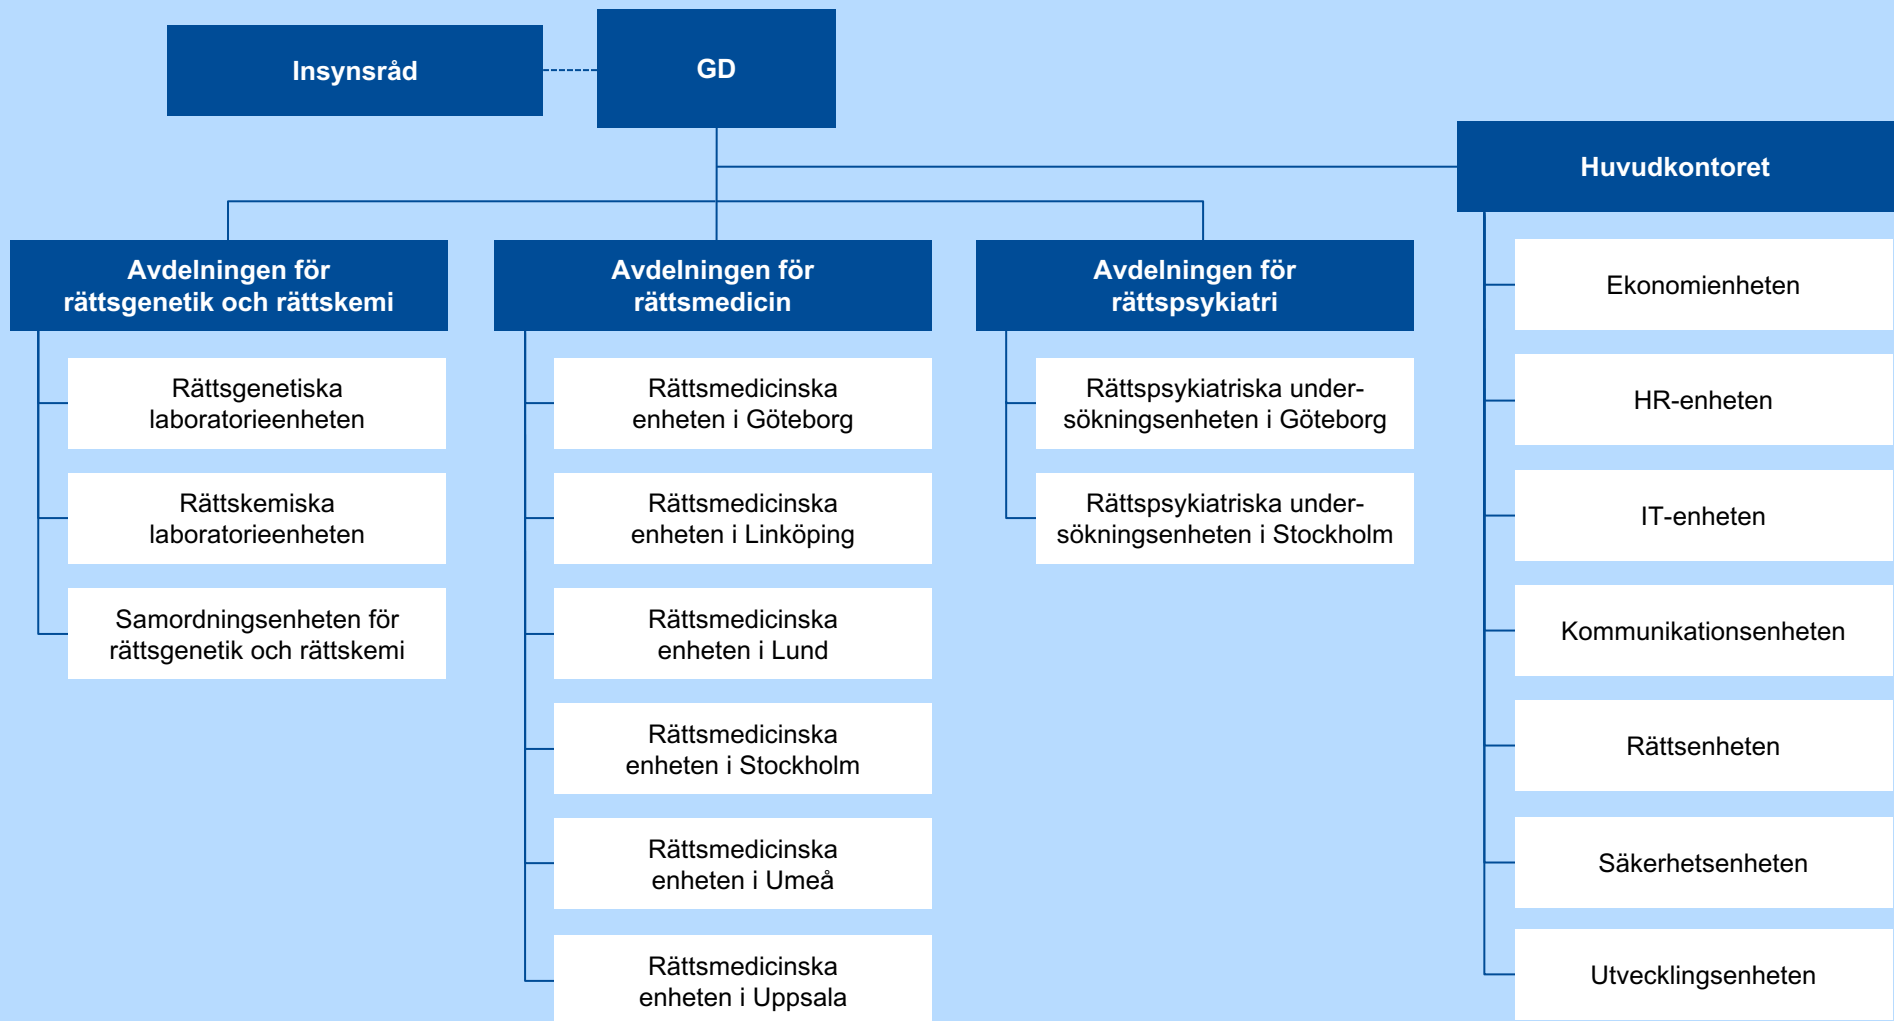 Insynsråd
GD
Huvudkontoret
Avdelningen för
rättsgenetik och rättskemi
Rättsgenetiska
laboratorieenheten
Rättskemiska
laboratorieenheten
Samordningsenheten för
rättsgenetik och rättskemi
Avdelningen för
rättsmedicin
Rättsmedicinska
enheten i Göteborg
Rättsmedicinska
enheten i Linköping
Rättsmedicinska
enheten i Lund
Rättsmedicinska
enheten i Stockholm
Rättsmedicinska
enheten i Umeå
Rättsmedicinska
enheten i Uppsala
Avdelningen för
rättspsykiatri
Rättspsykiatriska under-
sökningsenheten i Göteborg
Rättspsykiatriska under-
sökningsenheten i Stockholm
Ekonomienheten
HR-enheten
IT-enheten
Kommunikationsenheten
Rättsenheten
Säkerhetsenheten
Utvecklingsenheten